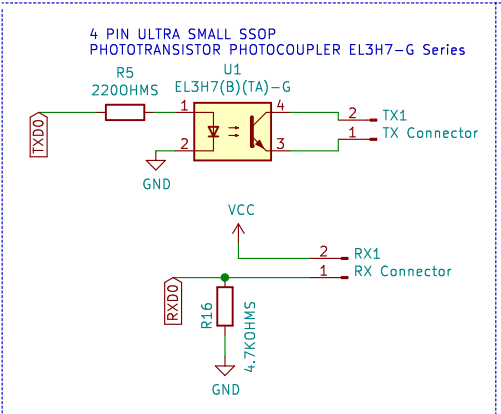 4 PIN ULTRA SMALL SSOP
PHOTOTRANSISTOR PHOTOCOUPLER EL3H7-G Series
R5
220OHMS
U1
EL3H7(B)(TA)-G
1
4
2
3
TXD0
GND
2
TX1
1
TX Connector
VCC
2
RX1
1
RX Connector
RXD0
R16
4.7KOHMS
GND